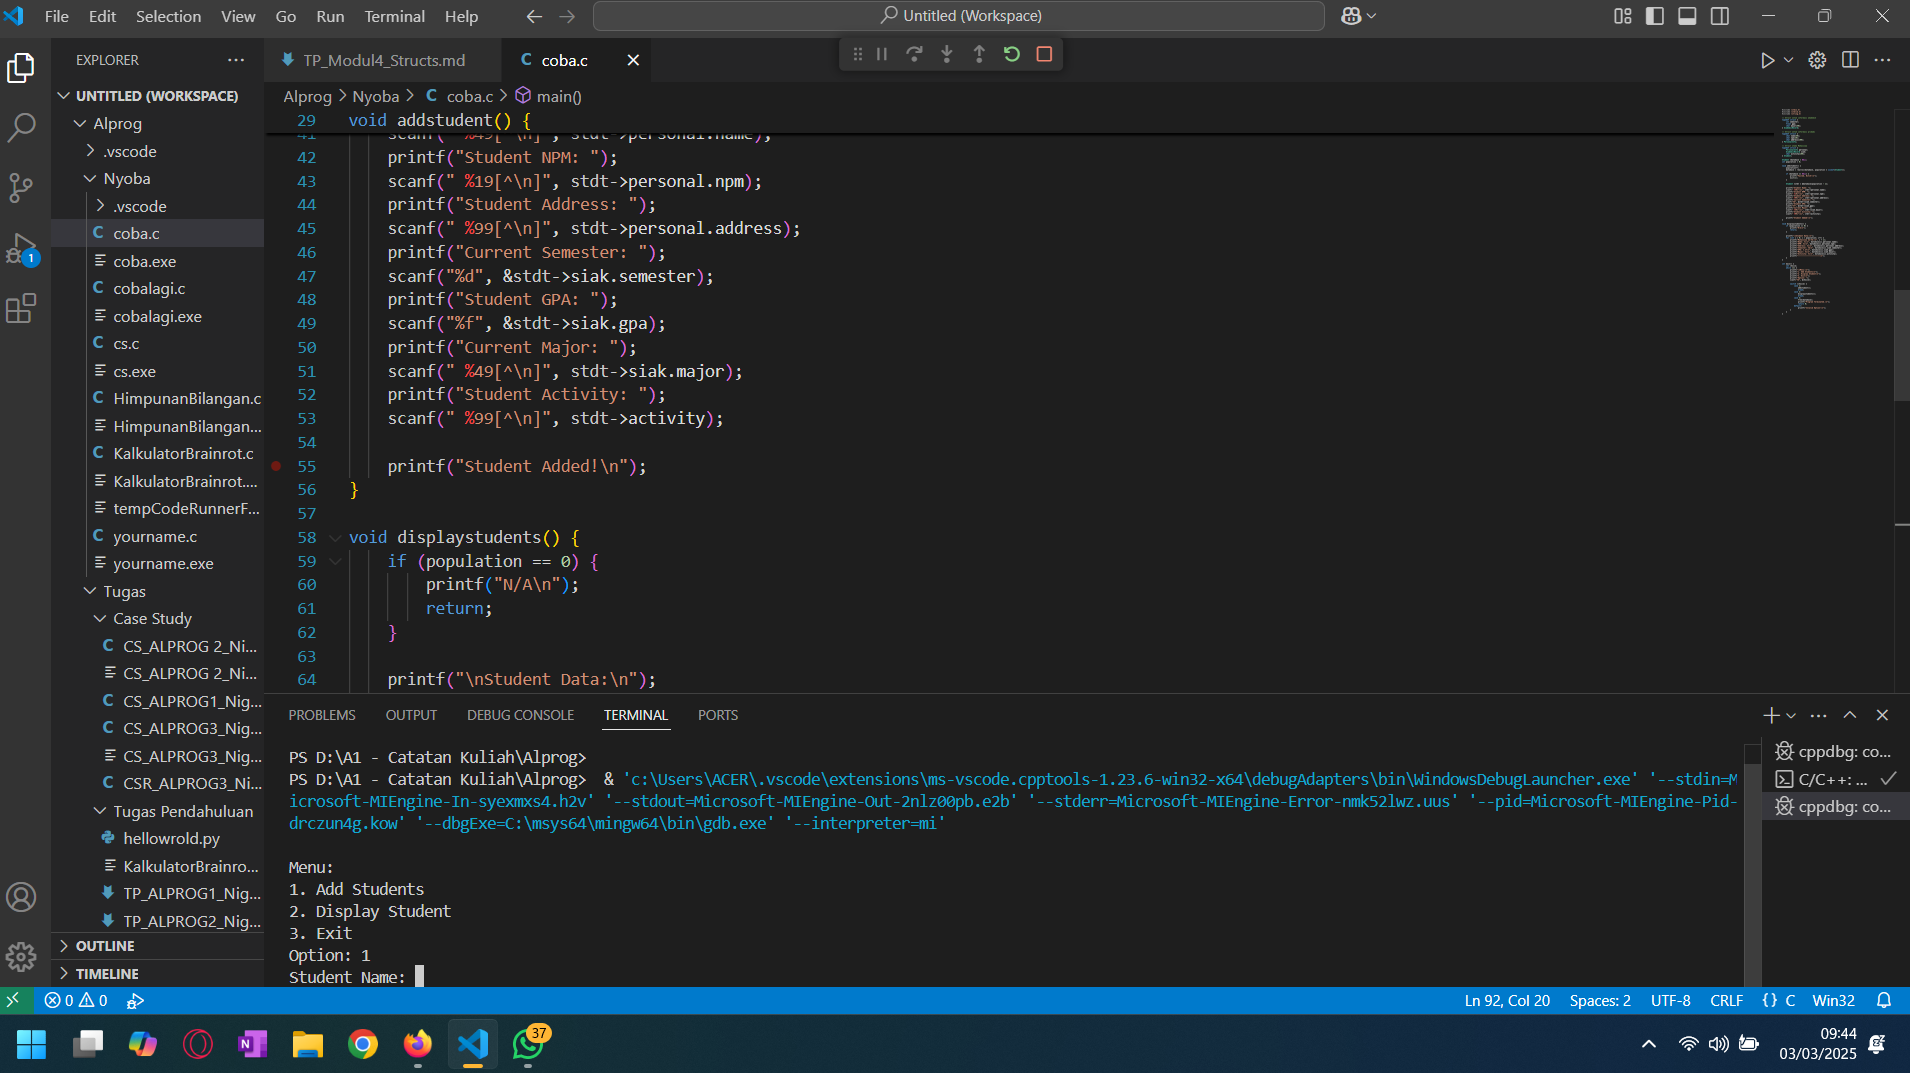 File Edit Selection View Go Run Terminal Help
Untitled (Workspace)
EXPLORER
UNTITLED (WORKSPACE)
Alprog
.vscode
Nyoba
.vscode
C coba.c
coba.exe
C cobalagi.c
cobalagi.exe
C cs.c
cs.exe
C HimpunanBilangan.c
HimpunanBilangan...
C KalkulatorBrainrot.c
KalkulatorBrainrot....
tempCodeRunnerF...
C yourname.c
yourname.exe
Tugas
Case Study
C CS_ALPROG 2_Ni...
CS_ALPROG 2_Ni...
C CS_ALPROG1_Nig...
C CS_ALPROG3_Nig...
CS_ALPROG3_Nig...
C CSR_ALPROG3_Ni...
Tugas Pendahuluan
hellowrold.py
KalkulatorBrainro...
TP_ALPROG1_Nig...
TP_ALPROG2_Nig...
OUTLINE
TIMELINE
1
TP_Modul4_Structs.md
C coba.c
Alprog > Nyoba > C coba.c > main()
29 void addstudent() {
41 scanf(" %49[^\n]", stdt->personal.name);
42 printf("Student NPM: ");
43 scanf(" %19[^\n]", stdt->personal.npm);
44 printf("Student Address: ");
45 scanf(" %99[^\n]", stdt->personal.address);
46 printf("Current Semester: ");
47 scanf("%d", &stdt->siak.semester);
48 printf("Student GPA: ");
49 scanf("%f", &stdt->siak.gpa);
50 printf("Current Major: ");
51 scanf(" %49[^\n]", stdt->siak.major);
52 printf("Student Activity: ");
53 scanf(" %99[^\n]", stdt->activity);
54
55 printf("Student Added!\n");
56 }
57
58 void displaystudents() {
59 if (population == 0) {
60 printf("N/A\n");
61 return;
62 }
63
64 printf("\nStudent Data:\n");
PROBLEMS OUTPUT DEBUG CONSOLE TERMINAL PORTS
PS D:\A1 - Catatan Kuliah\Alprog>
PS D:\A1 - Catatan Kuliah\Alprog> & 'c:\Users\ACER\.vscode\extensions\ms-vscode.cpptools-1.23.6-win32-x64\debugAdapters\bin\WindowsDebugLauncher.exe' '--stdin=M
icrosoft-MIEngine-In-syexmxs4.h2v' '--stdout=Microsoft-MIEngine-Out-2nlz00pb.e2b' '--stderr=Microsoft-MIEngine-Error-nmk52lwz.uus' '--pid=Microsoft-MIEngine-Pid-
drczun4g.kow' '--dbgExe=C:\msys64\mingw64\bin\gdb.exe' '--interpreter=mi'
Menu:
1. Add Students
2. Display Student
3. Exit
Option: 1
Student Name:
cppdbg: co...
C/C++: ...
cppdbg: co...
0 0
Ln 92, Col 20 Spaces: 2 UTF-8 CRLF {} C Win32
37
09:44
03/03/2025